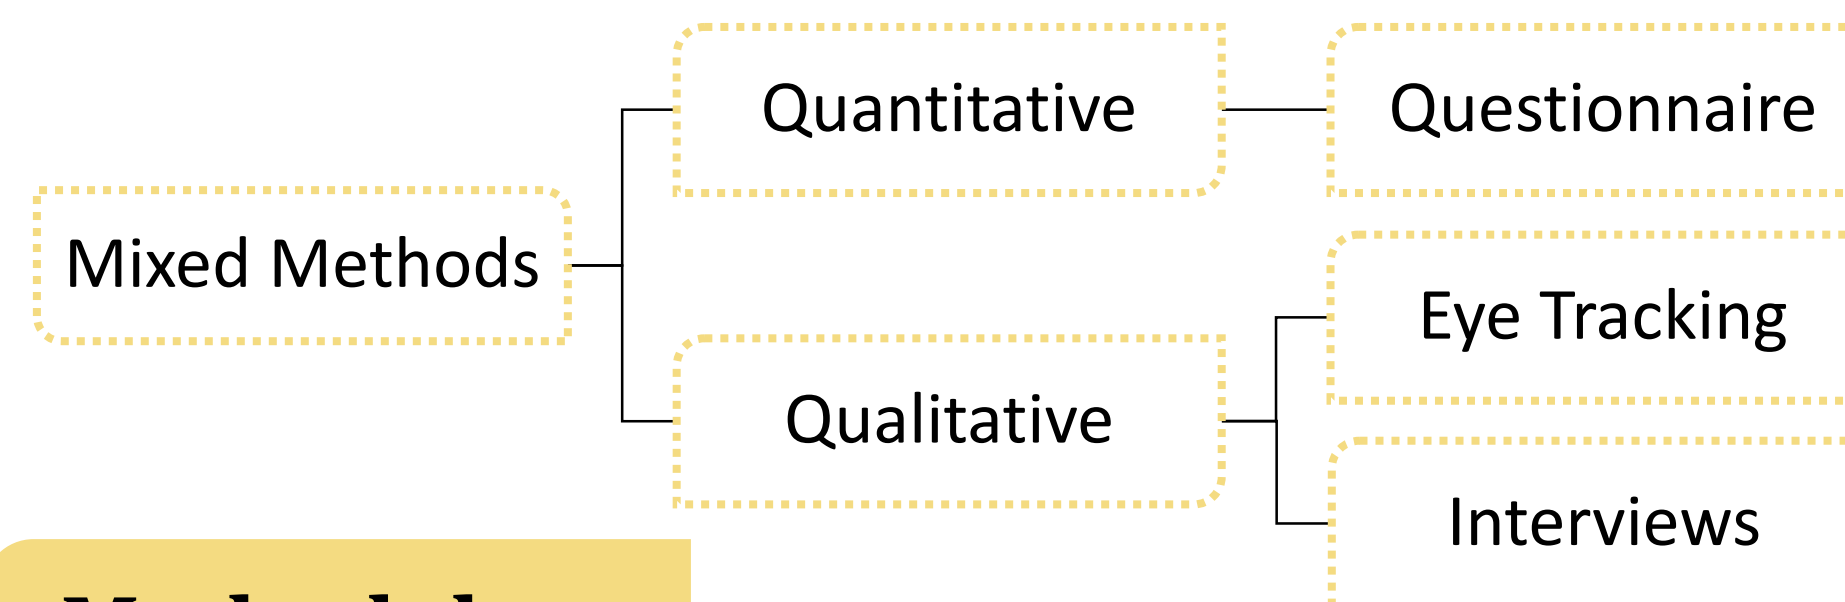 Quantitative
Questionnaire
Mixed Methods
Eye Tracking
Qualitative
Interviews